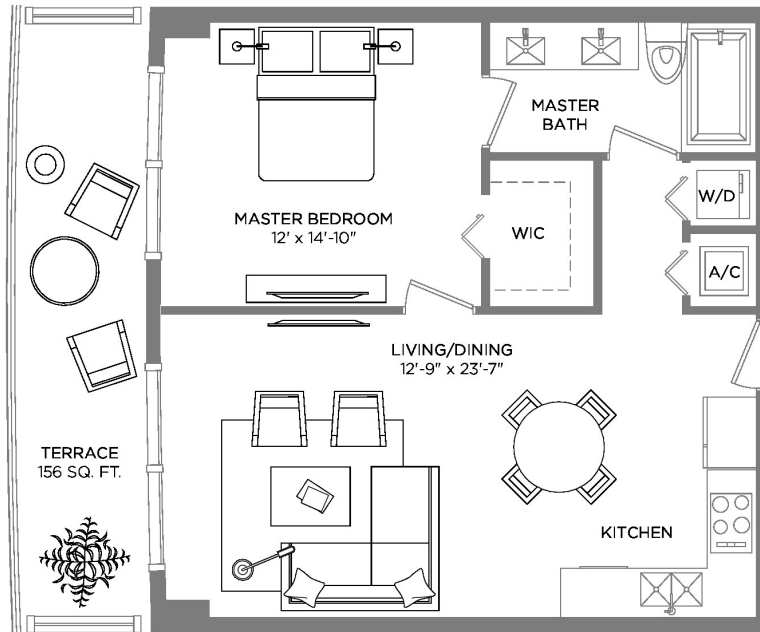 MASTER
BATH
W/D
MASTER BEDROOM
12' x 14'-10"
WIC
A/C
LIVING/DINING
12'-9" x 23'-7"
TERRACE
156 SQ. FT.
KITCHEN